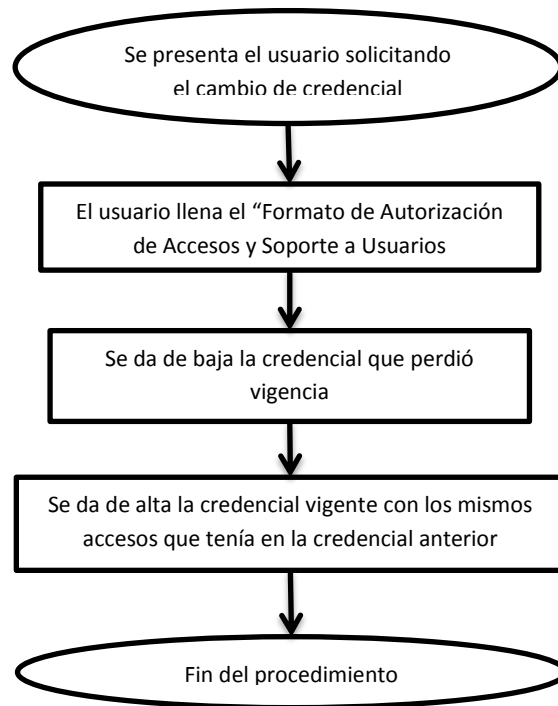 Se presenta el usuario solicitando
el cambio de credencial
El usuario llena el “Formato de Autorización
de Accesos y Soporte a Usuarios
Se da de baja la credencial que perdió
vigencia
Se da de alta la credencial vigente con los mismos
accesos que tenía en la credencial anterior
Fin del procedimiento